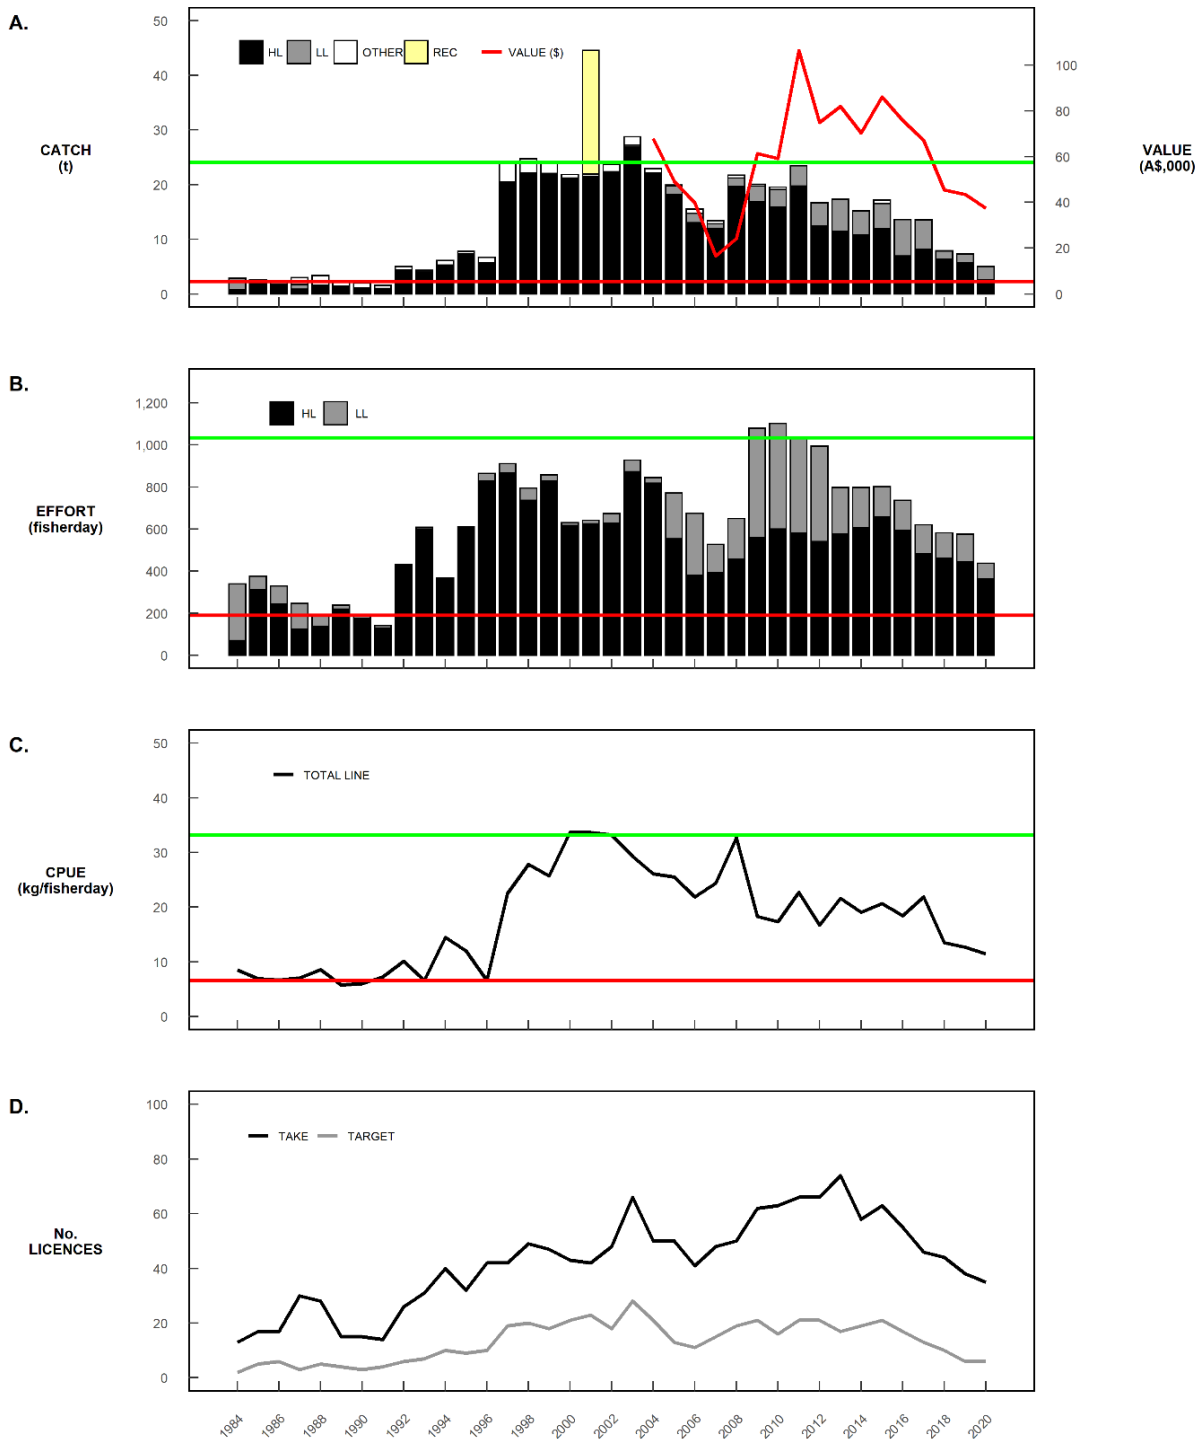 A.
50
40
30
20
10
0
CATCH
(t)
HL LL OTHER REC VALUE ($)
100
80
60
40
20
0
VALUE
(A$,000)
B.
1,200
1,000
800
600
400
200
0
EFFORT
(fisherday)
HL LL
C.
50
40
30
20
10
0
CPUE
(kg/fisherday)
TOTAL LINE
D.
100
80
60
40
20
0
No.
LICENCES
TAKE TARGET
1984 1986 1988 1990 1992 1994 1996 1998 2000 2002 2004 2006 2008 2010 2012 2014 2016 2018 2020